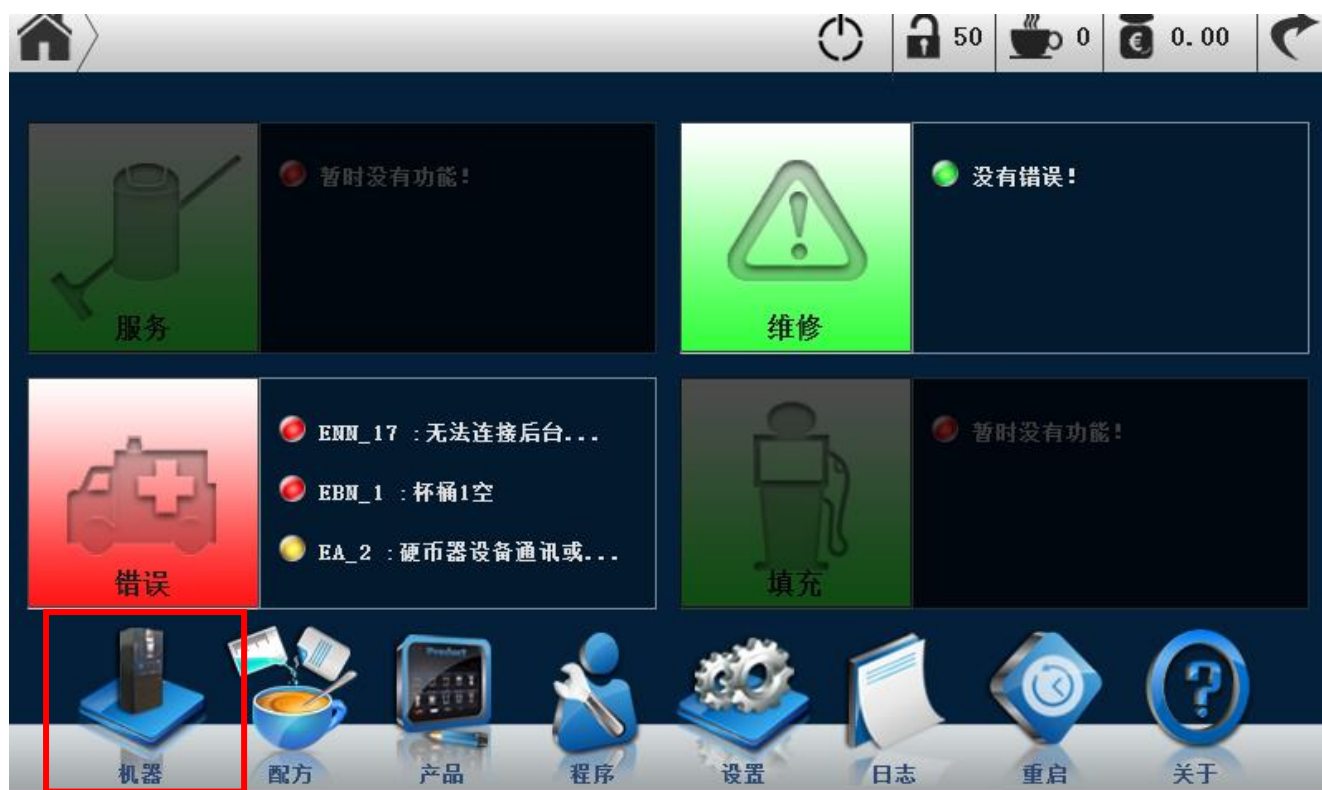 50
0
€
0.00
暂时没有功能!
服务
没有错误!
维修
ENN_17 :无法连接后台...
EBN_1 :杯桶1空
EA_2 :硬币器设备通讯或...
错误
暂时没有功能!
填充
Product
机器
配方
产品
程序
设置
日志
重启
关于